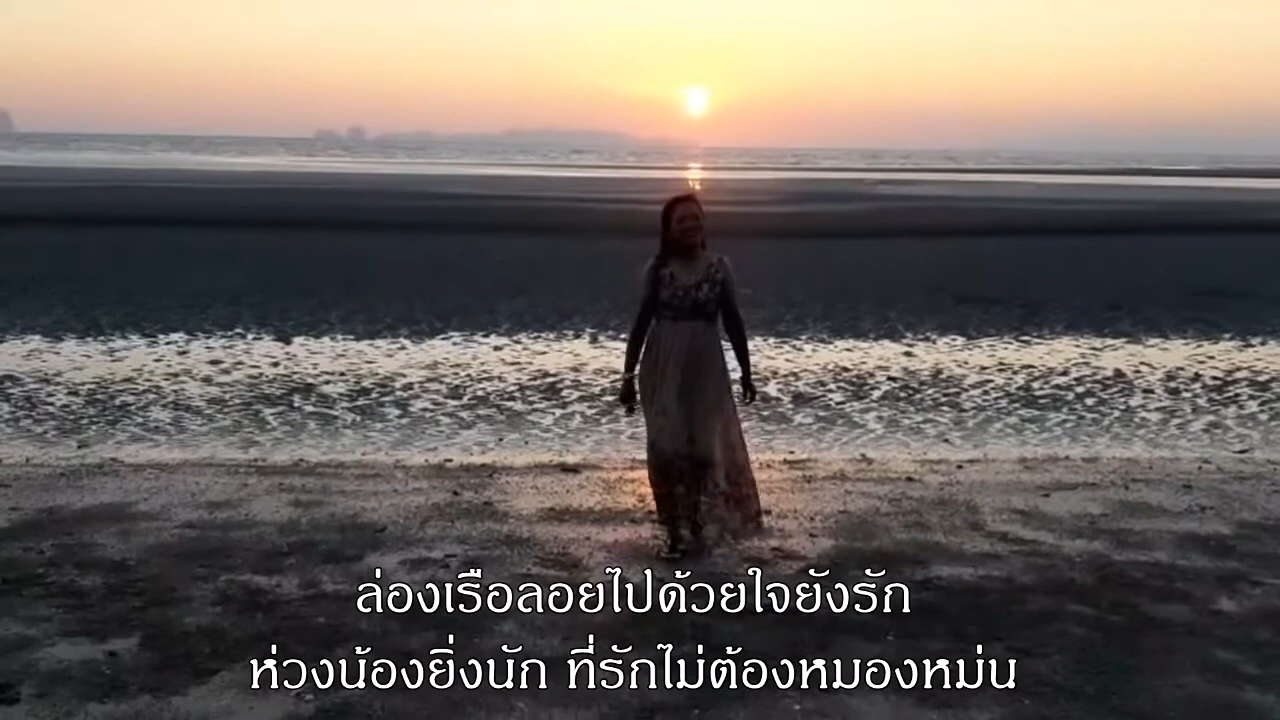 ล่องเรือลอยไปด้วยใจยังรัก
ห่วงน้องยิ่งนัก ที่รักไม่ต้องหมองหม่น